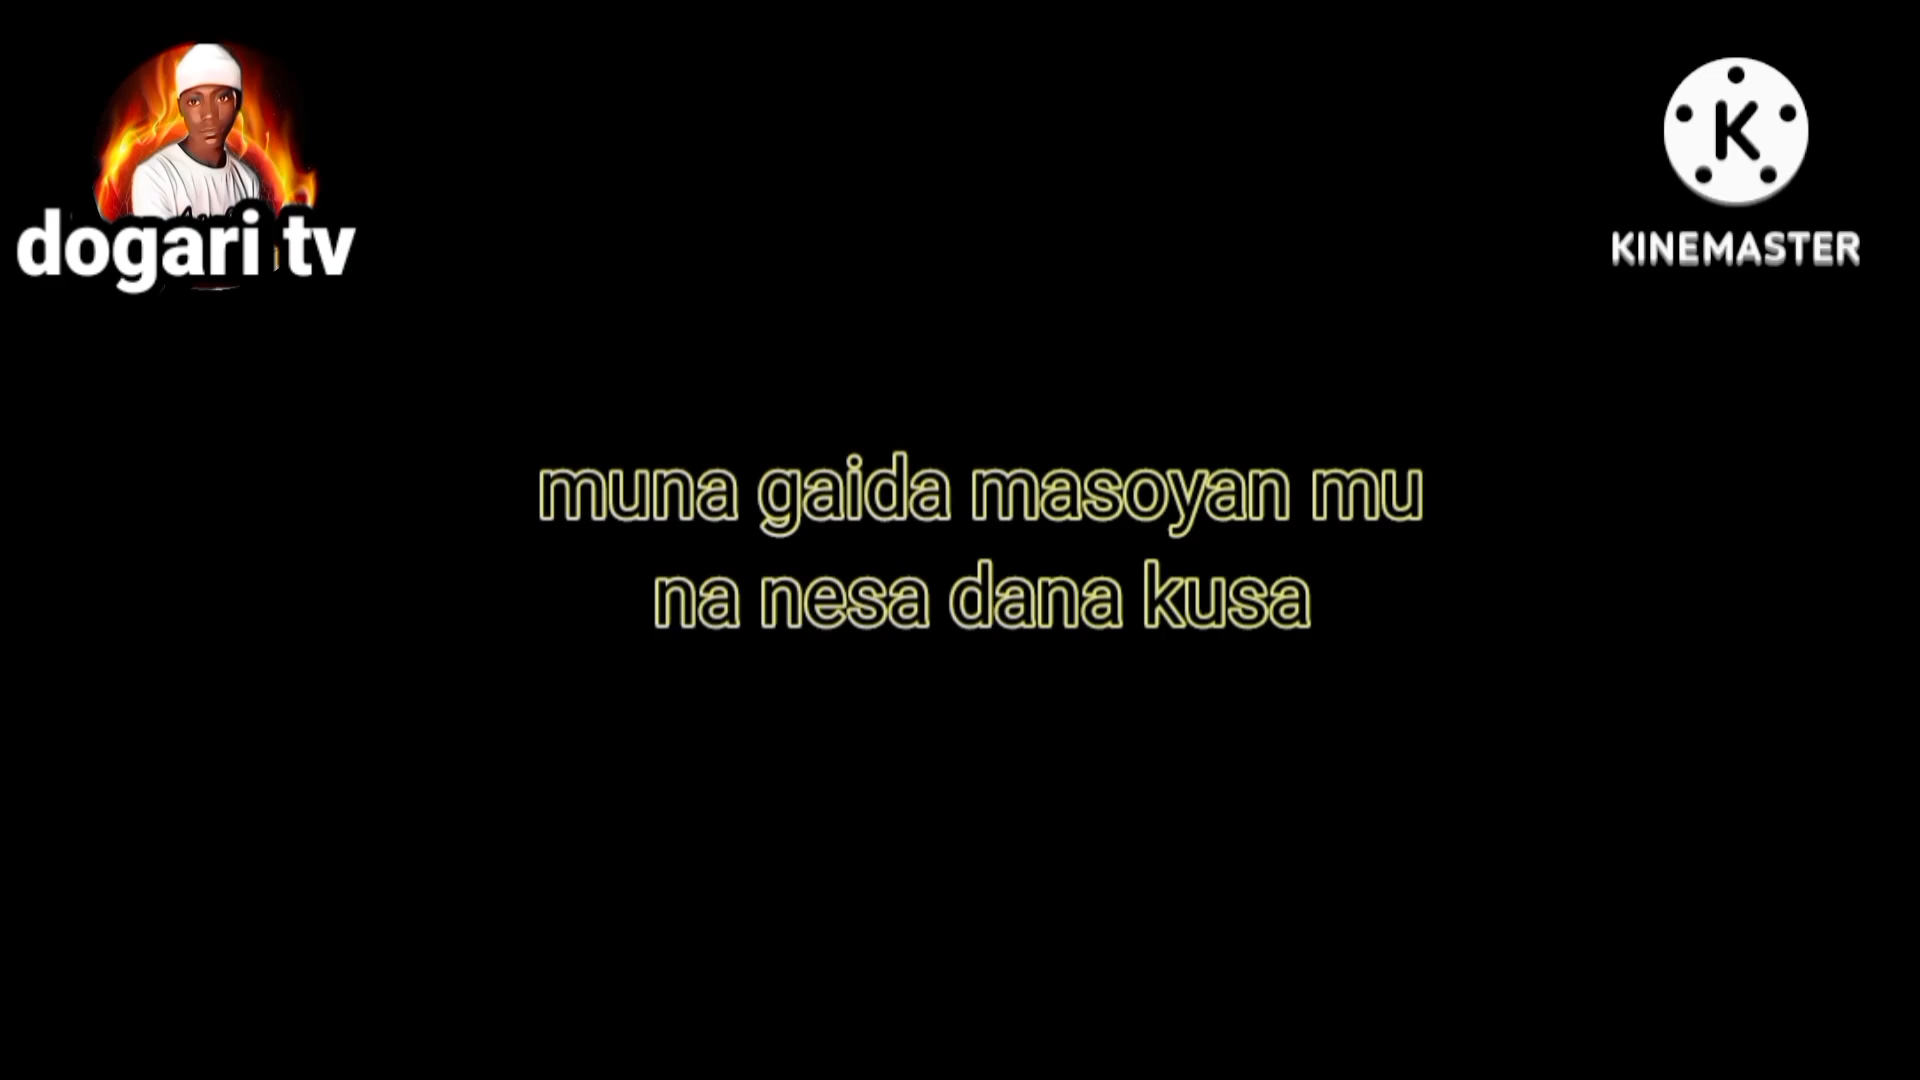 dogari tv
K
KINEMASTER
muna gaida masoyan mu
na nesa dana kusa